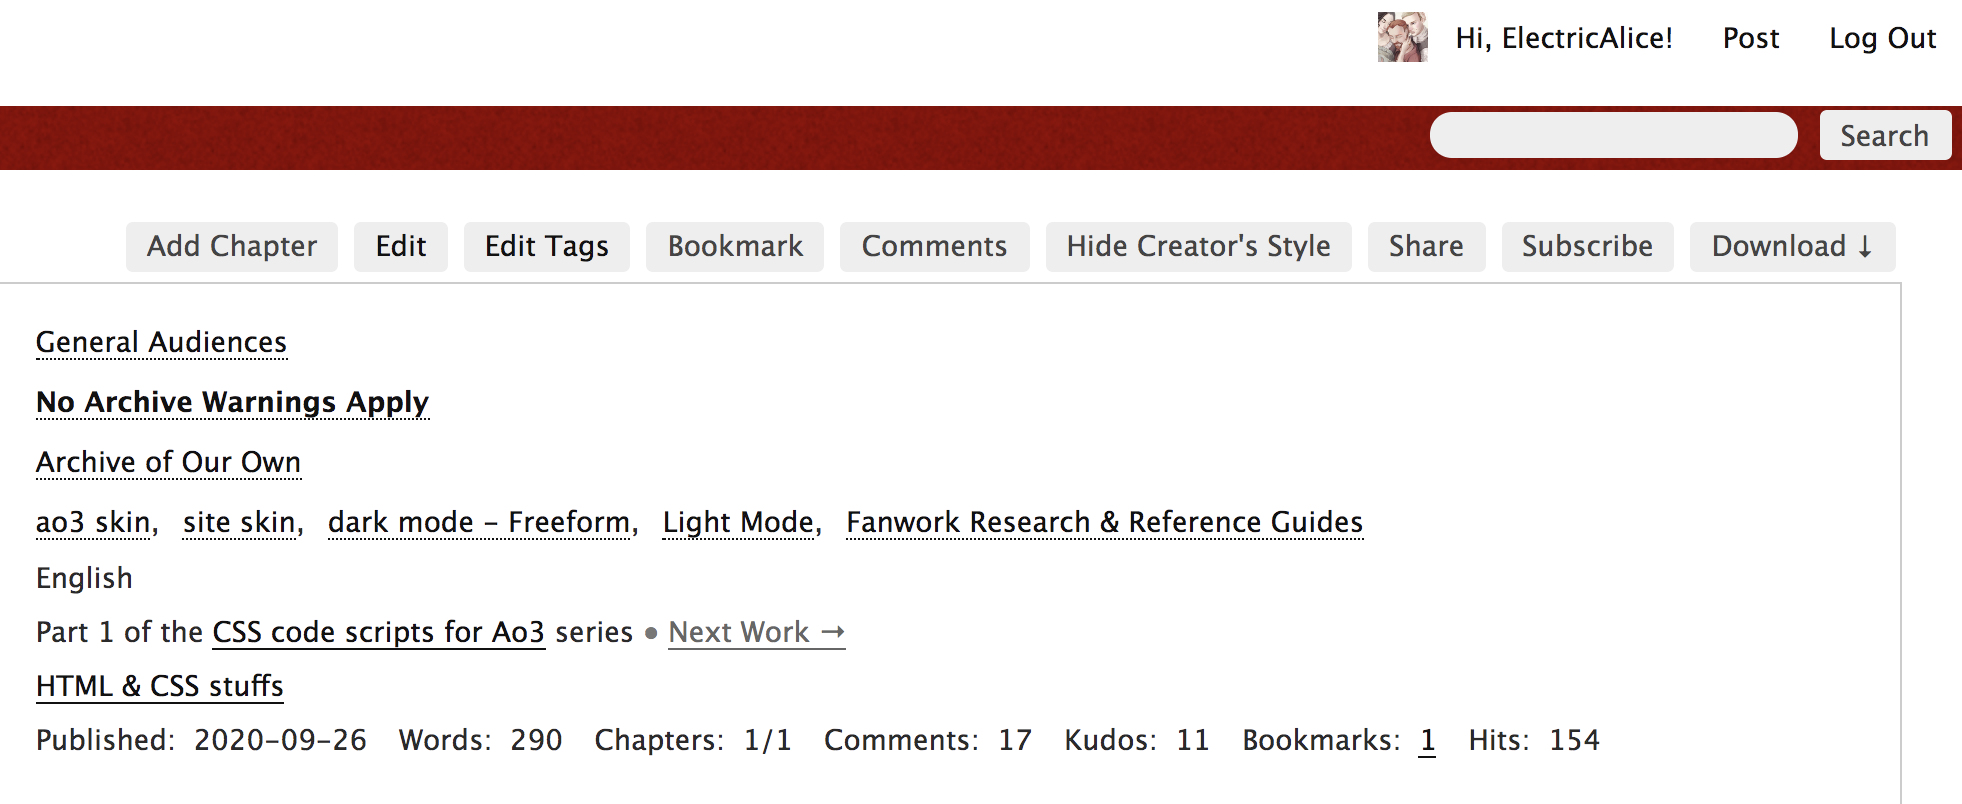 Hi, ElectricAlice! Post Log Out
Search
Add Chapter Edit Edit Tags Bookmark Comments Hide Creator's Style Share Subscribe Download ↓
General Audiences
No Archive Warnings Apply
Archive of Our Own
ao3 skin, site skin, dark mode - Freeform, Light Mode, Fanwork Research & Reference Guides
English
Part 1 of the CSS code scripts for Ao3 series • Next Work →
HTML & CSS stuffs
Published: 2020-09-26 Words: 290 Chapters: 1/1 Comments: 17 Kudos: 11 Bookmarks: 1 Hits: 154